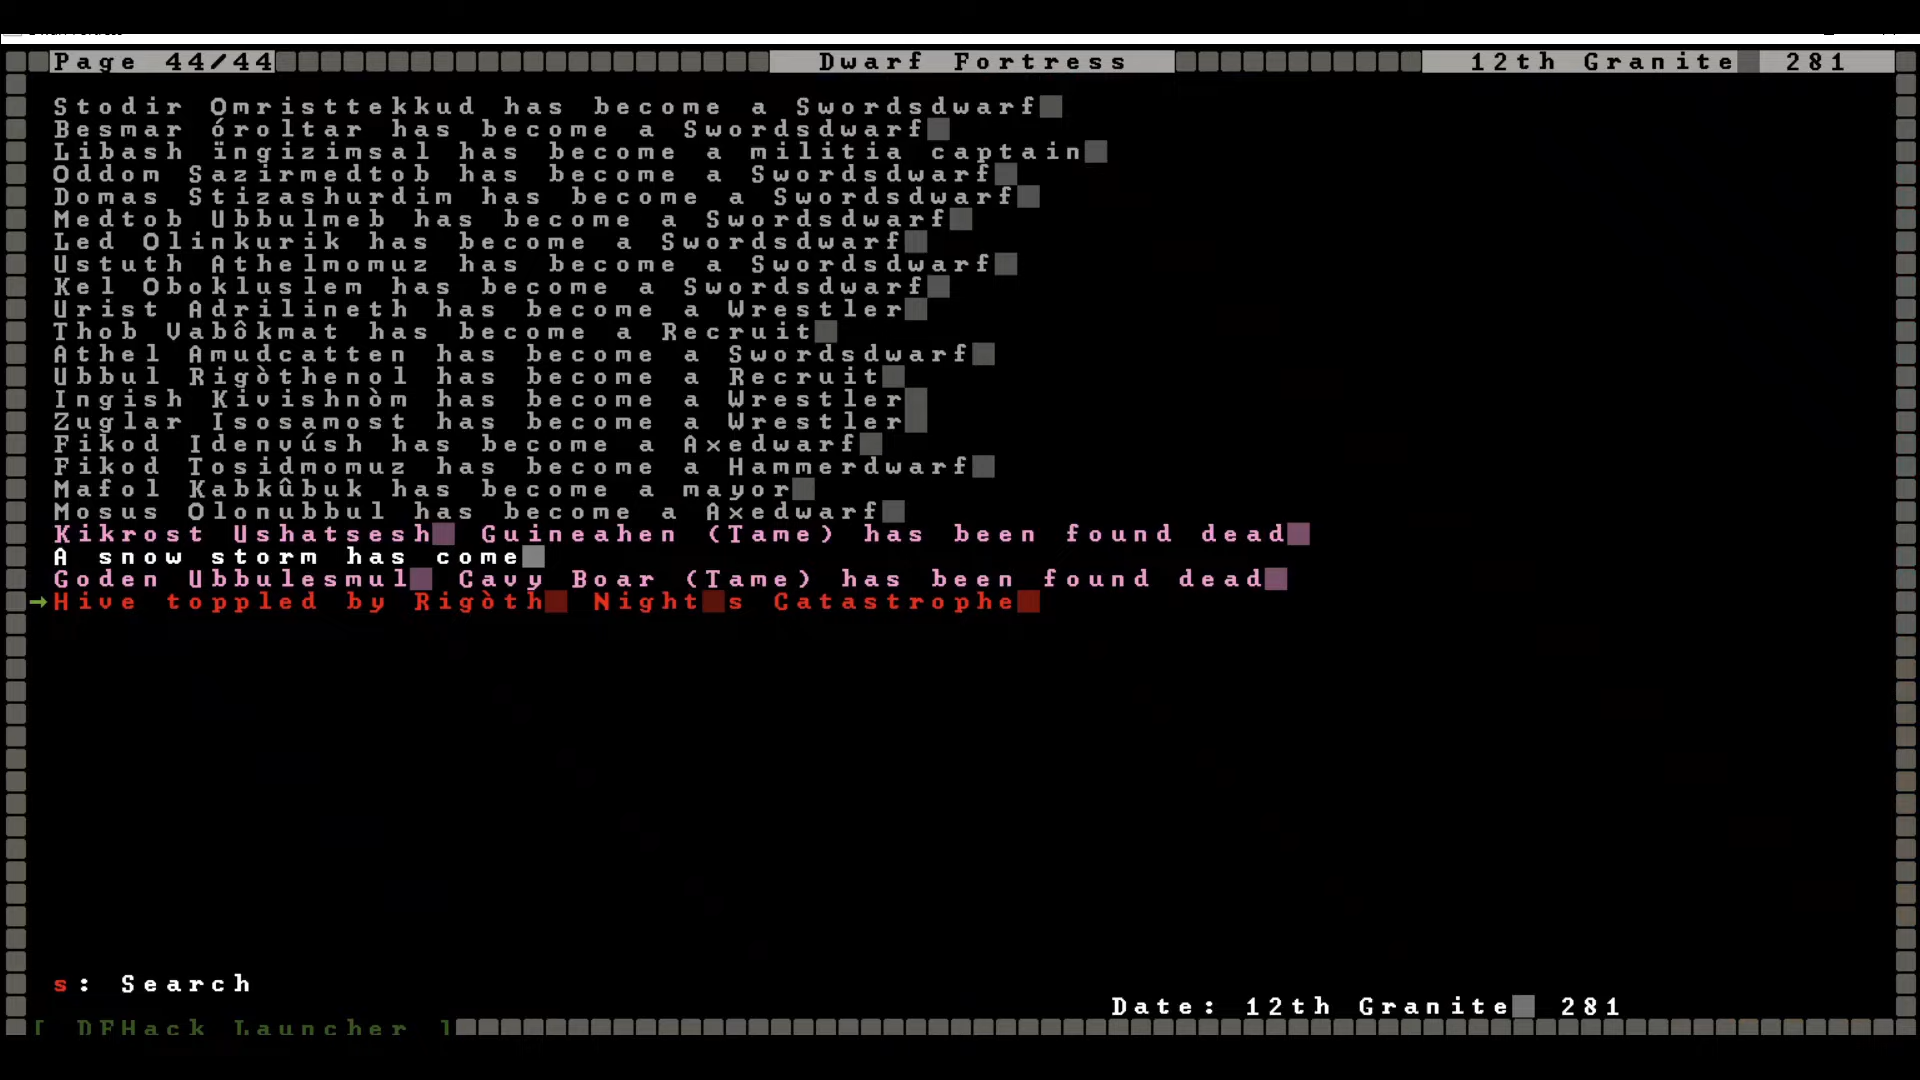 Page 44/44 Dwarf Fortress 12th Granite 281
Stodir Omristtekkud has become a Swordsdwarf
Besmar óroltar has become a Swordsdwarf
Libash ïngizimsal has become a militia captain
Oddom Sazirmedtob has become a Swordsdwarf
Domas Stizashurdim has become a Swordsdwarf
Medtob Ubbulmeb has become a Swordsdwarf
Led Olinkurik has become a Swordsdwarf
Ustuth Athelmomuz has become a Swordsdwarf
Kel Obokluslem has become a Swordsdwarf
Urist Adrilineth has become a Wrestler
Thob Vabôkmat has become a Recruit
Athel Amudcatten has become a Swordsdwarf
Ubbul Rigòthenol has become a Recruit
Ingish Kivishnòm has become a Wrestler
Zuglar Isosamost has become a Wrestler
Fikod Idenvúsh has become a Axedwarf
Fikod Tosidmomuz has become a Hammerdwarf
Mafol Kabkûbuk has become a mayor
Mosus Olonubbul has become a Axedwarf
Kikrost Ushatsesh Guineahen (Tame) has been found dead
A snow storm has come
Goden Ubbulesmul Cavy Boar (Tame) has been found dead
→Hive toppled by Rigòth Night s Catastrophe
s: Search
Date: 12th Granite 281
[ DFHack Launcher ]